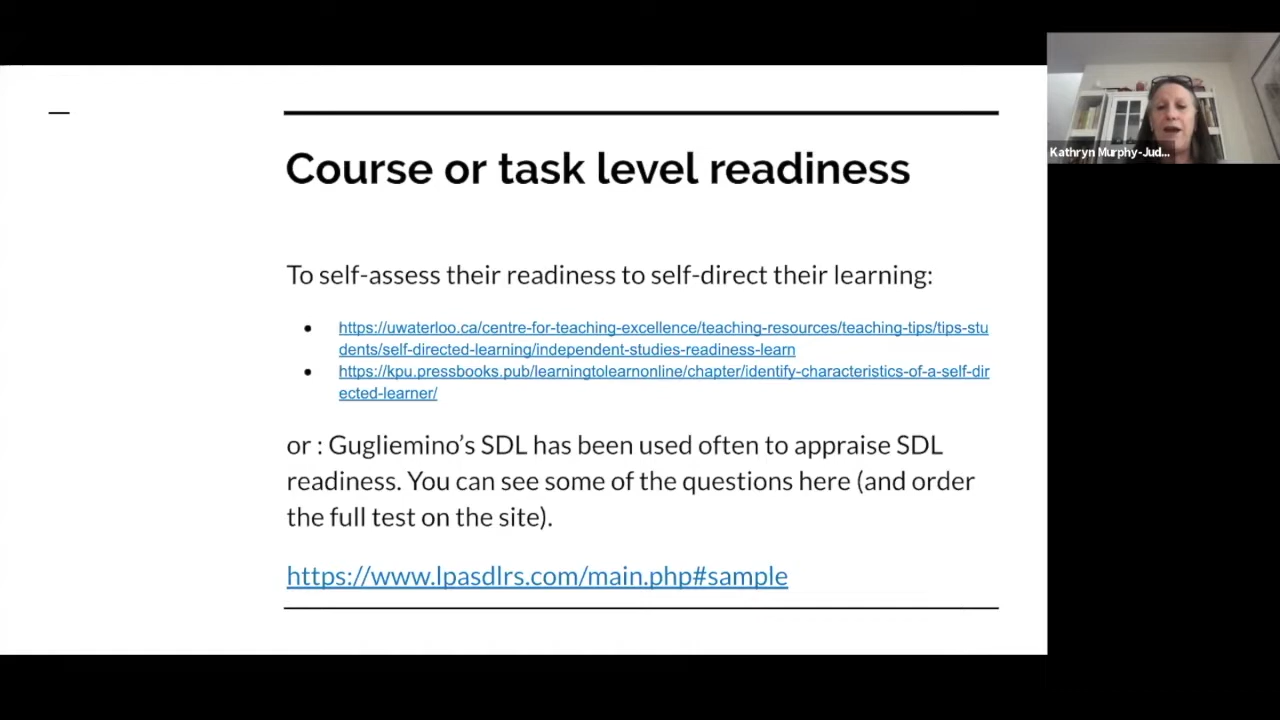 Course or task level readiness
To self-assess their readiness to self-direct their learning:
https://uwaterloo.ca/centre-for-teaching-excellence/teaching-resources/teaching-tips/tips-stu
dents/self-directed-learning/independent-studies-readiness-learn
https://kpu.pressbooks.pub/learningtolearnonline/chapter/identify-characteristics-of-a-self-dir
ected-learner/
or : Gugliemino’s SDL has been used often to appraise SDL
readiness. You can see some of the questions here (and order
the full test on the site).
https://www.lpasdlrs.com/main.php#sample
Kathryn Murphy-Jud...